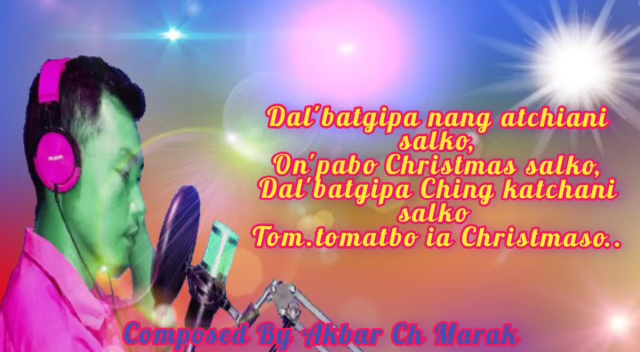 Dal'batgipa nang atchiani
salko,
On'pabo Christmas salko,
Dal'batgipa Ching katchani
salko
Tom.tomatbo ia Christmaso..
Composed By Akbar Ch Marak